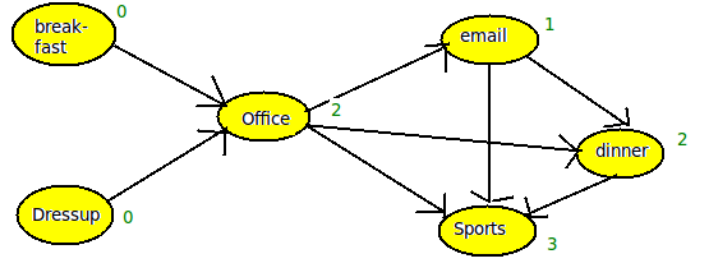 break-
fast
0
Dressup
0
Office
2
email
1
dinner
2
Sports
3